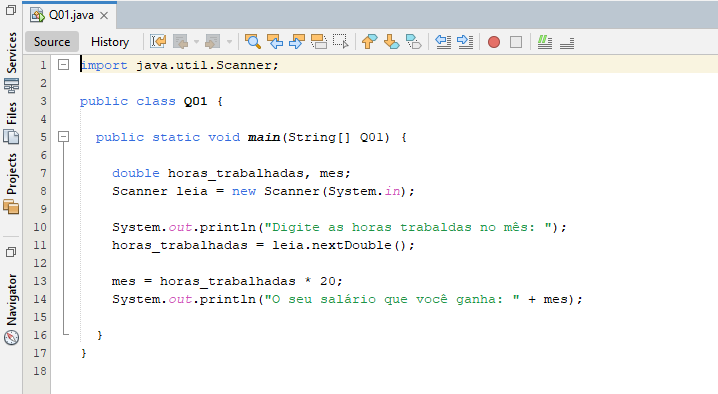 Q01.java
Source History
Services
Files
Projects
Navigator
1 import java.util.Scanner;
2
3 public class Q01 {
4
5 public static void main(String[] Q01) {
6
7 double horas_trabalhadas, mes;
8 Scanner leia = new Scanner(System.in);
9
10 System.out.println("Digite as horas trabaldas no mês: ");
11 horas_trabalhadas = leia.nextDouble();
12
13 mes = horas_trabalhadas * 20;
14 System.out.println("O seu salário que você ganha: " + mes);
15
16 }
17 }
18